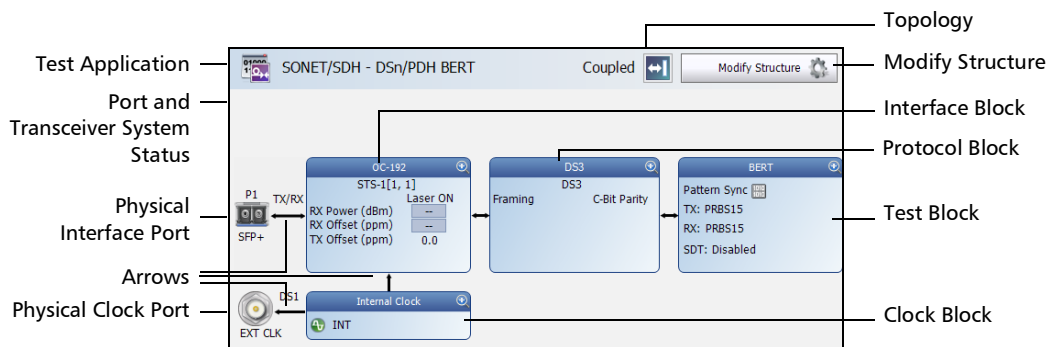 Topology
Test Application
SONET/SDH - DSn/PDH BERT
Coupled
Modify Structure
Modify Structure
Port and
Transceiver System
Status
Interface Block
Protocol Block
OC-192
STS-1[1, 1]
Laser ON
RX Power (dBm) --
RX Offset (ppm) --
TX Offset (ppm) 0.0
DS3
DS3
Framing C-Bit Parity
BERT
Pattern Sync
TX: PRBS15
RX: PRBS15
SDT: Disabled
P1
TX/RX
SFP+
Physical
Interface Port
Test Block
Arrows
Physical Clock Port
DS1
EXT CLK
Internal Clock
INT
Clock Block